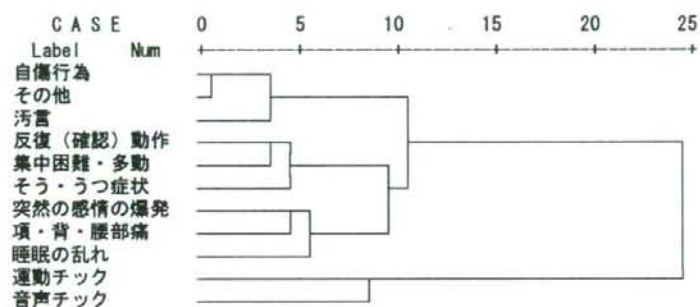 CASE 0 5 10 15 20 25
Label Num
自傷行為
その他
汚言
反復（確認）動作
集中困難・多動
そう・うつ症状
突然の感情の爆発
項・背・腰部痛
睡眠の乱れ
運動チック
音声チック